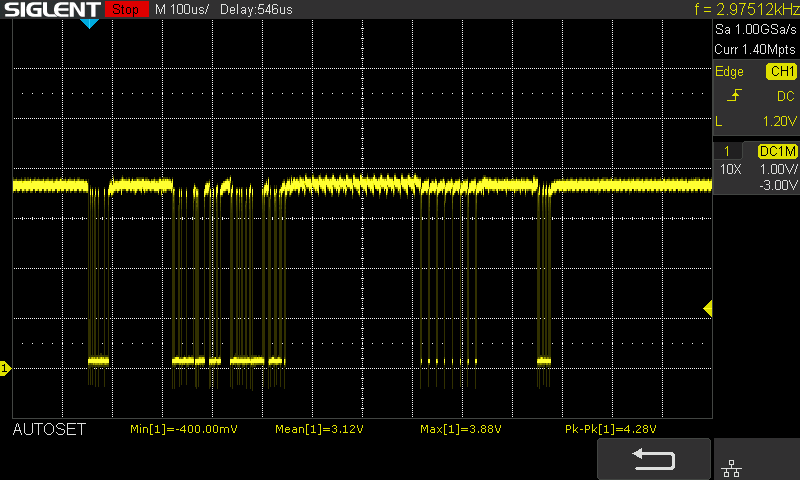 SIGLENT Stop M 100us/ Delay:546us f = 2.97512kHz
Sa 1.00GSa/s
Curr 1.40Mpts
Edge CH1
DC
L 1.20V
1 DC1M
10X 1.00V/
-3.00V
1
AUTOSET Min[1]=-400.00mV Mean[1]=3.12V Max[1]=3.88V Pk-Pk[1]=4.28V